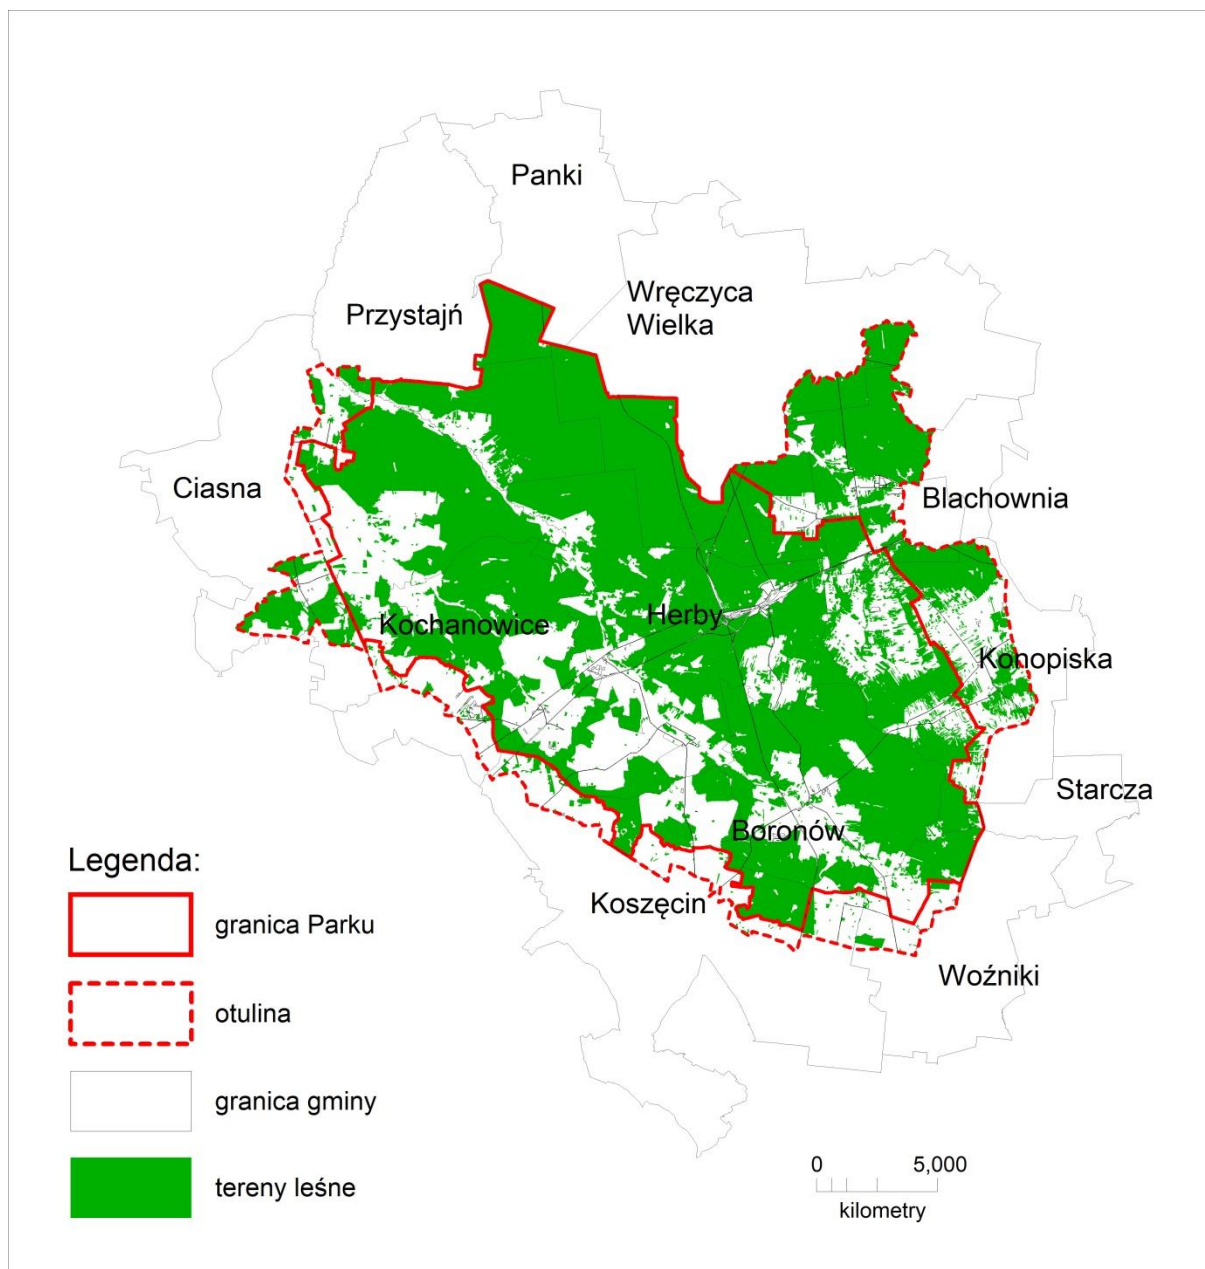 Panki
Wręczyca
Wielka
Przystajń
Ciasna
Blachownia
Herby
Kochanowice
Konopiska
Starcza
Boronów
Koszęcin
Woźniki
Legenda:
granica Parku
otulina
granica gminy
tereny leśne
0 5,000
kilometry